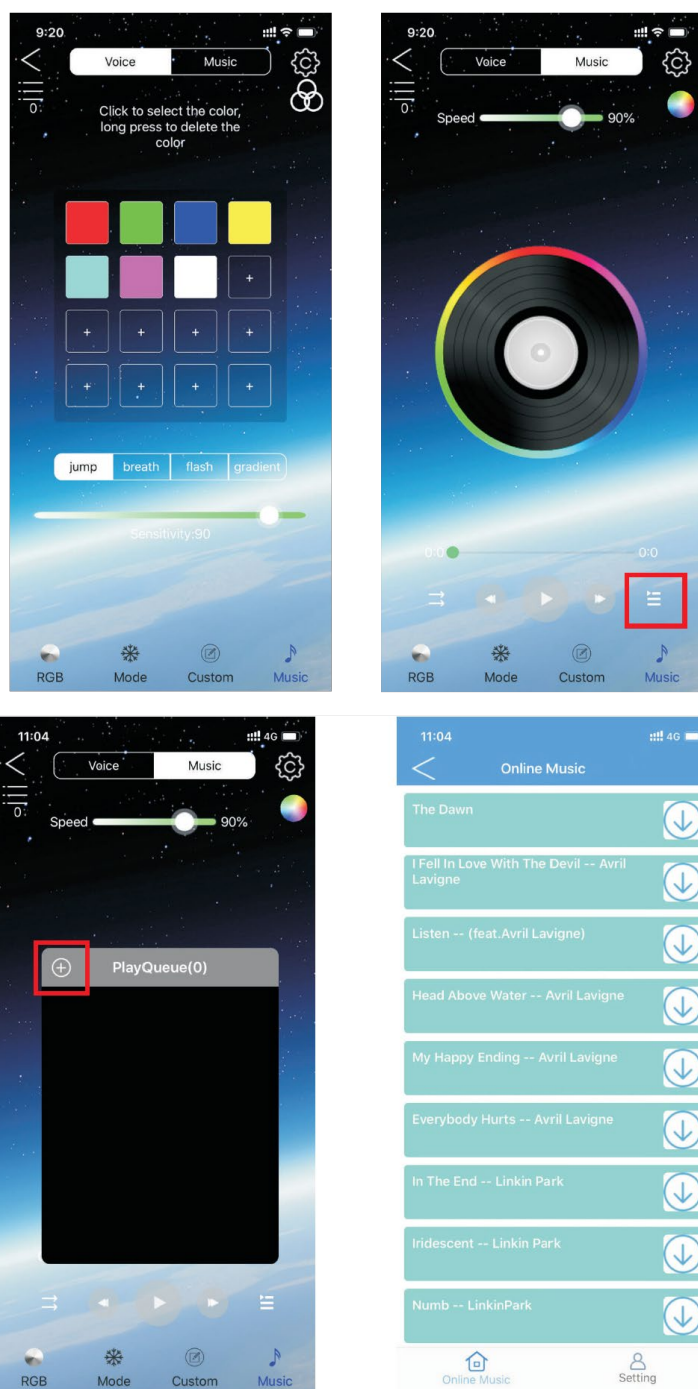 9:20
Voice Music
0
Click to select the color,
long press to delete the
color
+
+ + + +
+ + + +
jump breath flash gradient
Sensitivity:90
RGB Mode Custom Music
9:20
Voice Music
0
Speed 90%
0:0 0:0
RGB Mode Custom Music
11:04 4G
Voice Music
0
Speed 90%
PlayQueue(0)
RGB Mode Custom Music
11:04 4G
Online Music
The Dawn
I Fell In Love With The Devil -- Avril
Lavigne
Listen -- (feat.Avril Lavigne)
Head Above Water -- Avril Lavigne
My Happy Ending -- Avril Lavigne
Everybody Hurts -- Avril Lavigne
In The End -- Linkin Park
Iridescent -- Linkin Park
Numb -- LinkinPark
Online Music Setting